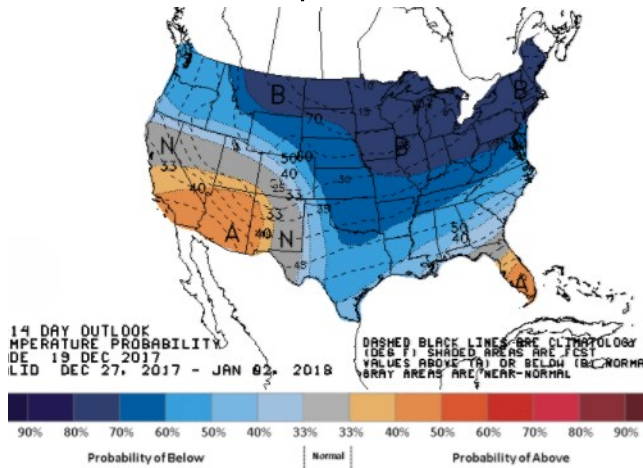 B
B
B
N
N
A
A
70
50
60
40
33
33
40
40
50
40
33
33
30
14 DAY OUTLOOK
MPERATURE PROBABILITY
DE 19 DEC 2017
LID DEC 27, 2017 - JAN 02, 2018
DASHED BLACK LINES ARE CLIMATOLOGY
(DEG F) SHADED AREAS ARE FCST
VALUES ABOVE (A) OR BELOW (B) NORMA
GRAY AREAS ARE NEAR-NORMAL
90% 80% 70% 60% 50% 40% 33% 33% 40% 50% 60% 70% 80% 90%
Probability of Below Normal Probability of Above